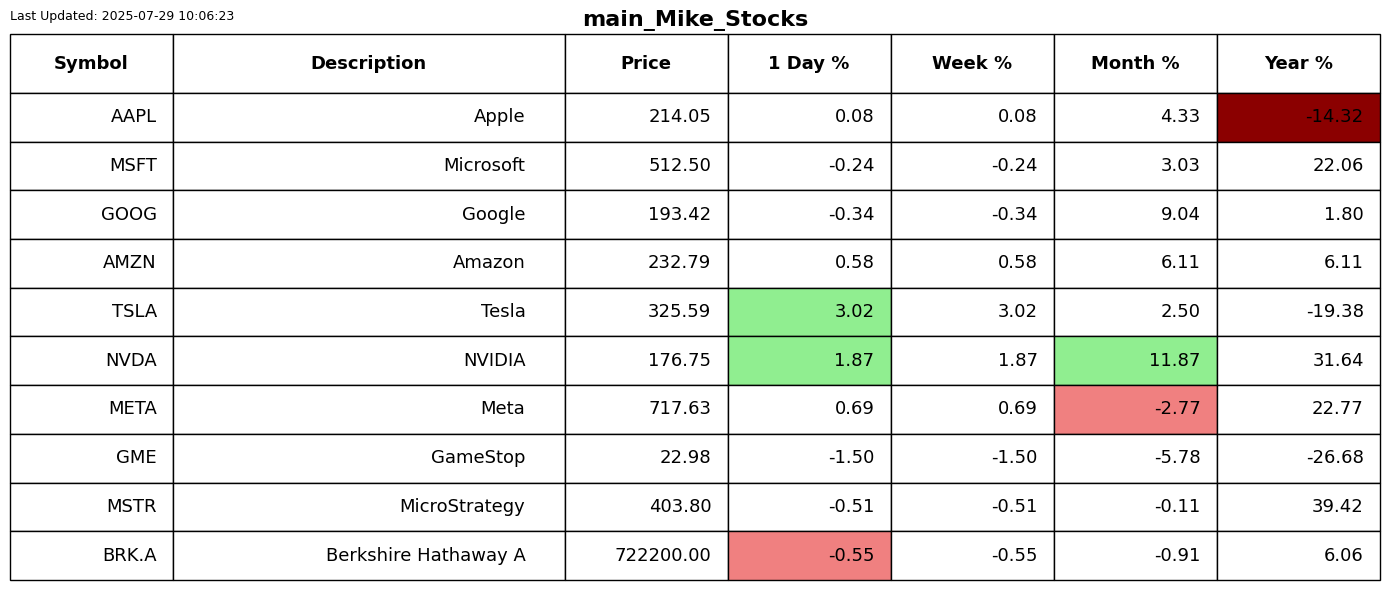 Last Updated: 2025-07-29 10:06:23
main_Mike_Stocks
Symbol Description Price 1 Day % Week % Month % Year %
AAPL Apple 214.05 0.08 0.08 4.33 -14.32
MSFT Microsoft 512.50 -0.24 -0.24 3.03 22.06
GOOG Google 193.42 -0.34 -0.34 9.04 1.80
AMZN Amazon 232.79 0.58 0.58 6.11 6.11
TSLA Tesla 325.59 3.02 3.02 2.50 -19.38
NVDA NVIDIA 176.75 1.87 1.87 11.87 31.64
META Meta 717.63 0.69 0.69 -2.77 22.77
GME GameStop 22.98 -1.50 -1.50 -5.78 -26.68
MSTR MicroStrategy 403.80 -0.51 -0.51 -0.11 39.42
BRK.A Berkshire Hathaway A 722200.00 -0.55 -0.55 -0.91 6.06